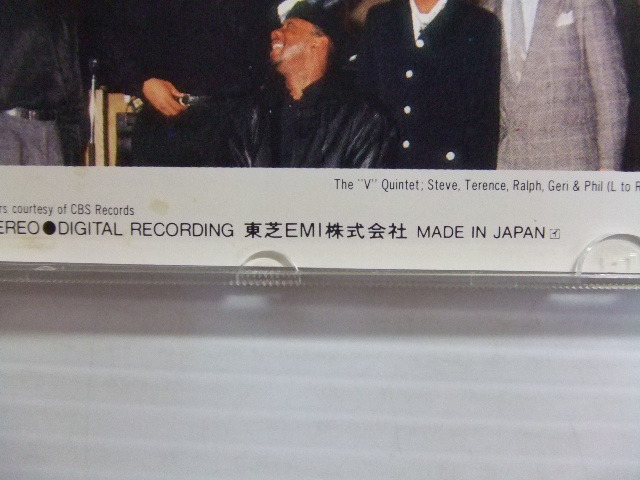 The "V" Quintet; Steve, Terence, Ralph, Geri & Phil (L to R
rs courtesy of CBS Records
EREO●DIGITAL RECORDING 東芝EMI株式会社 MADE IN JAPAN